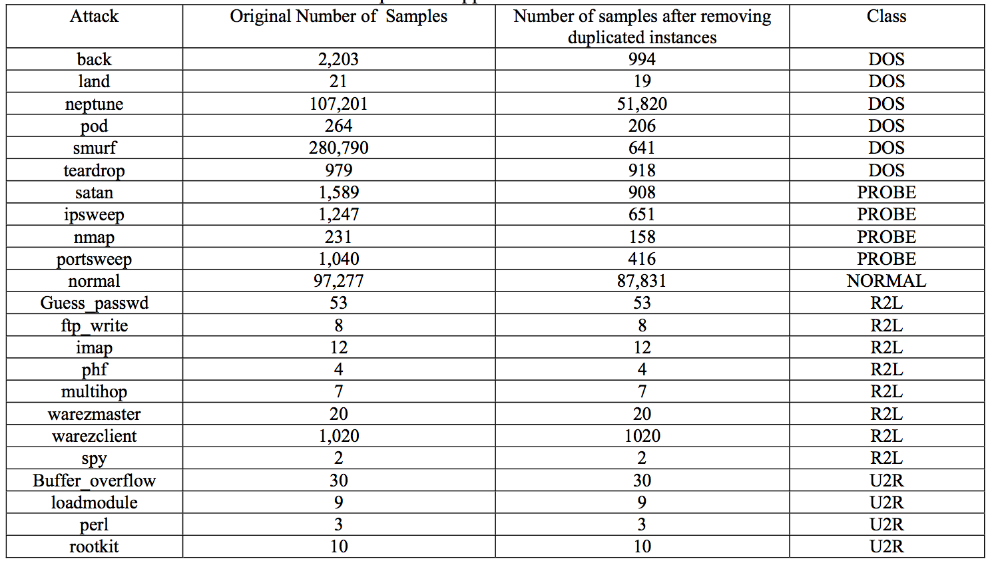 Attack Original Number of Samples Number of samples after removing duplicated instances Class
back 2,203 994 DOS
land 21 19 DOS
neptune 107,201 51,820 DOS
pod 264 206 DOS
smurf 280,790 641 DOS
teardrop 979 918 DOS
satan 1,589 908 PROBE
ipsweep 1,247 651 PROBE
nmap 231 158 PROBE
portsweep 1,040 416 PROBE
normal 97,277 87,831 NORMAL
Guess_passwd 53 53 R2L
ftp_write 8 8 R2L
imap 12 12 R2L
phf 4 4 R2L
multihop 7 7 R2L
warezmaster 20 20 R2L
warezclient 1,020 1020 R2L
spy 2 2 R2L
Buffer_overflow 30 30 U2R
loadmodule 9 9 U2R
perl 3 3 U2R
rootkit 10 10 U2R